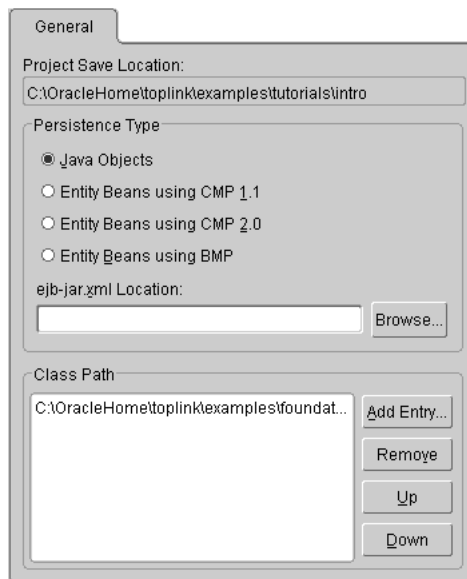 General
Project Save Location:
C:\OracleHome\toplink\examples\tutorials\intro
Persistence Type
Java Objects
Entity Beans using CMP 1.1
Entity Beans using CMP 2.0
Entity Beans using BMP
ejb-jar.xml Location:
Browse...
Class Path
C:\OracleHome\toplink\examples\foundat...
Add Entry...
Remove
Up
Down